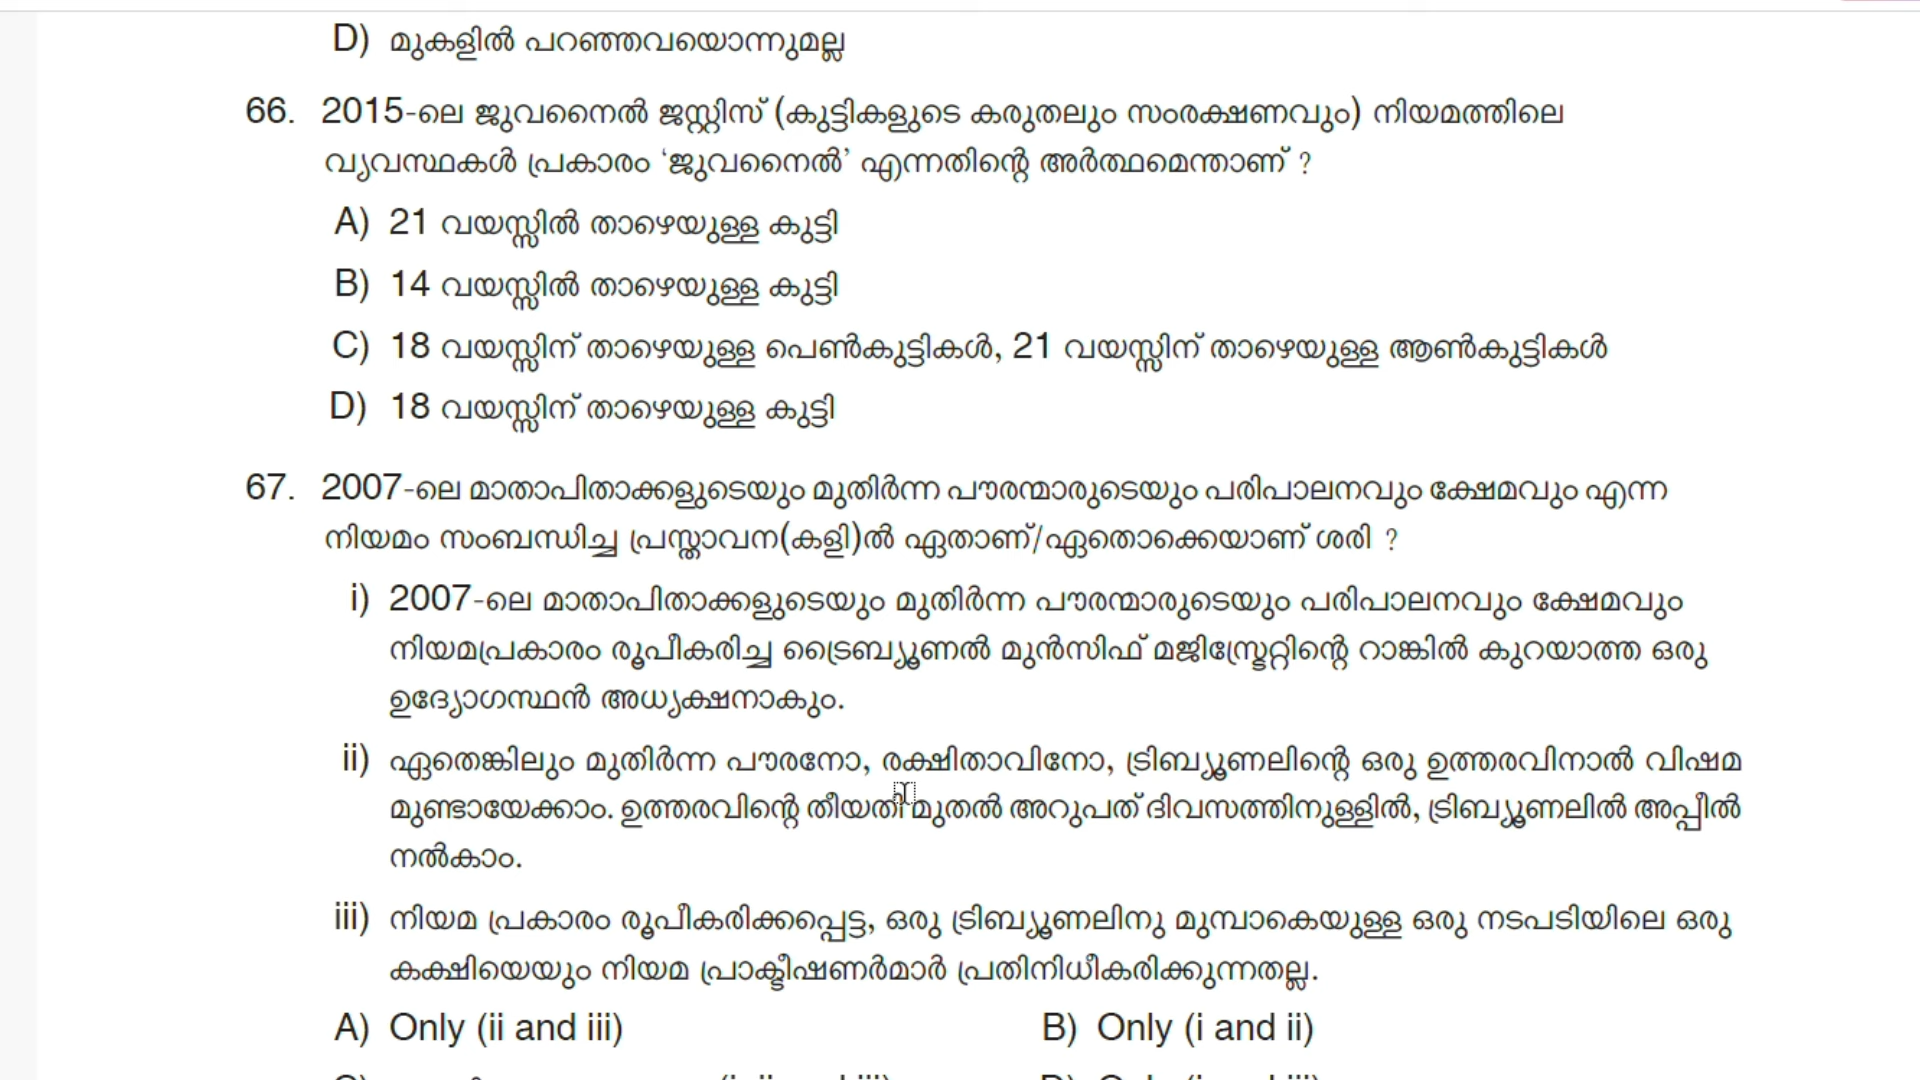 D) മുകളിൽ പറഞ്ഞവയൊന്നുമല്ല
66. 2015-ലെ ജുവനൈൽ ജസ്റ്റിസ് (കുട്ടികളുടെ കരുതലും സംരക്ഷണവും) നിയമത്തിലെ
വ്യവസ്ഥകൾ പ്രകാരം ‘ജുവനൈൽ’ എന്നതിന്റെ അർത്ഥമെന്താണ് ?
A) 21 വയസ്സിൽ താഴെയുള്ള കുട്ടി
B) 14 വയസ്സിൽ താഴെയുള്ള കുട്ടി
C) 18 വയസ്സിന് താഴെയുള്ള പെൺകുട്ടികൾ, 21 വയസ്സിന് താഴെയുള്ള ആൺകുട്ടികൾ
D) 18 വയസ്സിന് താഴെയുള്ള കുട്ടി
67. 2007-ലെ മാതാപിതാക്കളുടെയും മുതിർന്ന പൗരന്മാരുടെയും പരിപാലനവും ക്ഷേമവും എന്ന
നിയമം സംബന്ധിച്ച പ്രസ്താവന(കളി)ൽ ഏതാണ്/ഏതൊക്കെയാണ് ശരി ?
i) 2007-ലെ മാതാപിതാക്കളുടെയും മുതിർന്ന പൗരന്മാരുടെയും പരിപാലനവും ക്ഷേമവും
നിയമപ്രകാരം രൂപീകരിച്ച ട്രൈബ്യൂണൽ മുൻസിഫ് മജിസ്ട്രേറ്റിന്റെ റാങ്കിൽ കുറയാത്ത ഒരു
ഉദ്യോഗസ്ഥൻ അധ്യക്ഷനാകും.
ii) ഏതെങ്കിലും മുതിർന്ന പൗരനോ, രക്ഷിതാവിനോ, ട്രിബ്യൂണലിന്റെ ഒരു ഉത്തരവിനാൽ വിഷമ
മുണ്ടായേക്കാം. ഉത്തരവിന്റെ തീയതി മുതൽ അറുപത് ദിവസത്തിനുള്ളിൽ, ട്രിബ്യൂണലിൽ അപ്പീൽ
നൽകാം.
iii) നിയമ പ്രകാരം രൂപീകരിക്കപ്പെട്ട, ഒരു ട്രിബ്യൂണലിനു മുമ്പാകെയുള്ള ഒരു നടപടിയിലെ ഒരു
കക്ഷിയെയും നിയമ പ്രാക്ടീഷണർമാർ പ്രതിനിധീകരിക്കുന്നതല്ല.
A) Only (ii and iii) B) Only (i and ii)